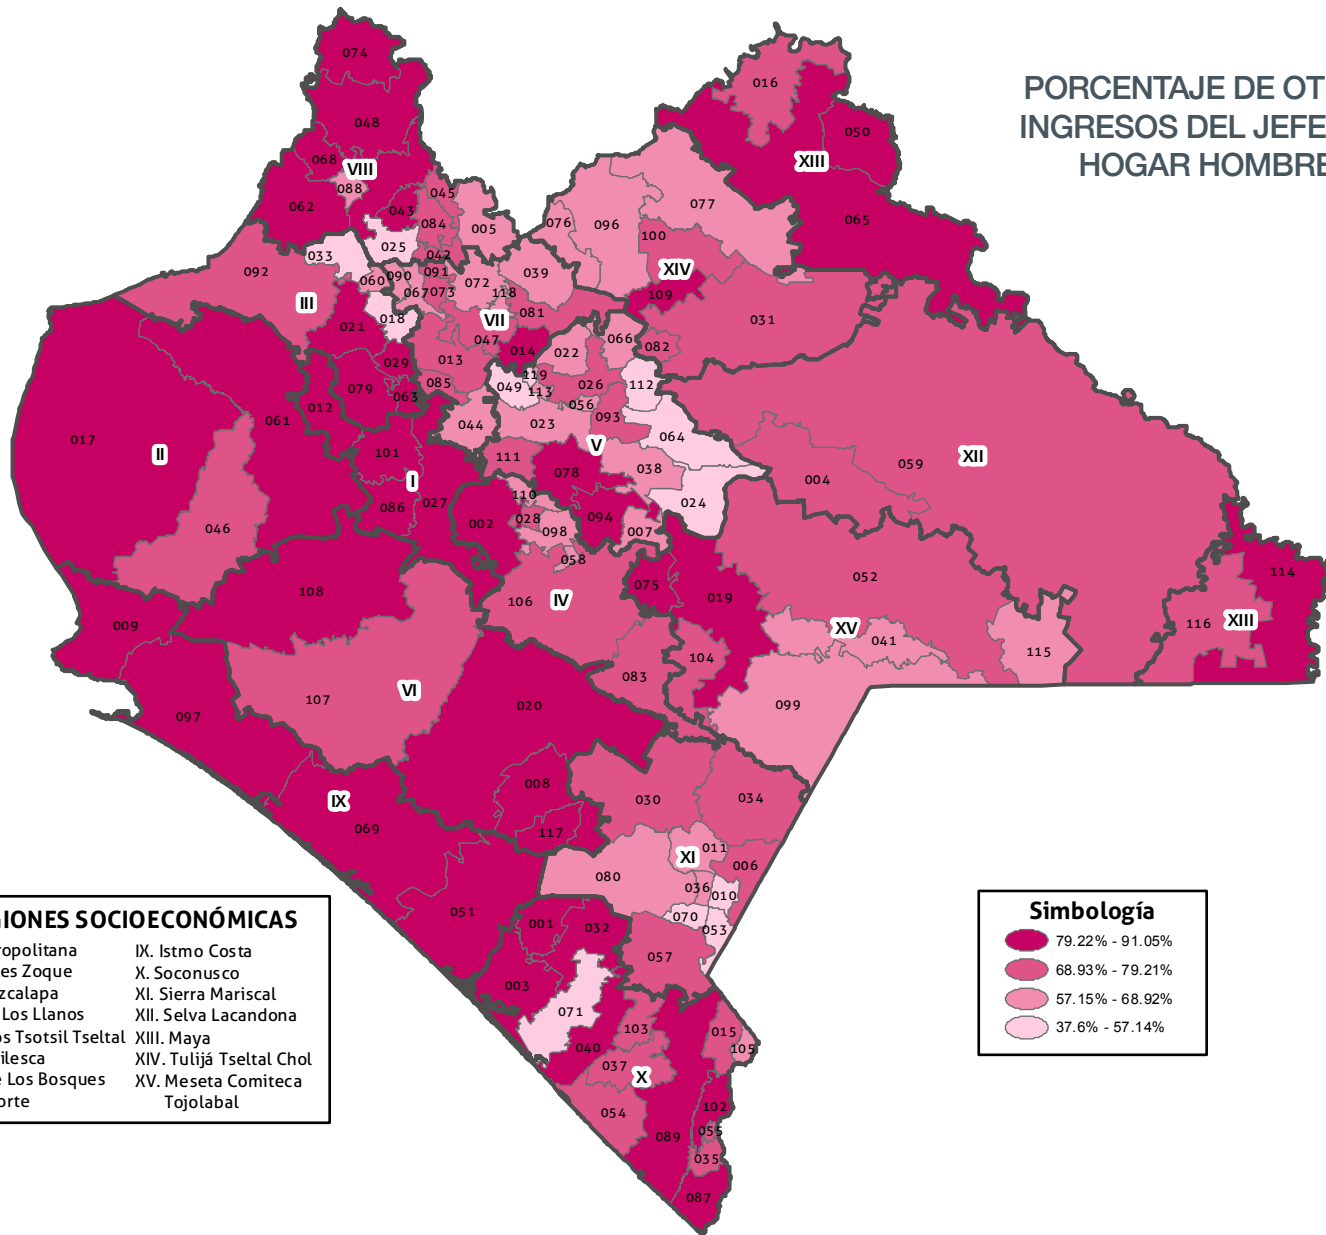 PORCENTAJE DE OT
INGRESOS DEL JEFE
HOGAR HOMBRE
074
016
048
050
068
VIII
XIII
088
045
062
043
077
084
005
076
096
065
025
042
100
033
092
060
090
091
072
039
XIV
067
073
118
109
III
018
VII
081
031
021
047
066
082
029
013
014
022
079
085
119
026
112
063
049
113
012
056
061
044
023
093
064
017
II
V
XII
101
111
078
038
059
I
004
086
027
110
024
002
028
094
046
098
007
058
052
114
108
075
106
IV
019
009
116
XIII
XV
041
115
104
083
VI
107
099
097
020
008
030
034
IX
069
117
011
XI
006
080
036
010
051
070
001
032
053
057
003
071
103
015
040
105
037
X
054
102
089
055
035
087
GIONES SOCIOECONÓMICAS
ropolitana
es Zoque
zcalapa
Los Llanos
os Tsotsil Tseltal
ilesca
e Los Bosques
orte
IX. Istmo Costa
X. Soconusco
XI. Sierra Mariscal
XII. Selva Lacandona
XIII. Maya
XIV. Tulijá Tseltal Chol
XV. Meseta Comiteca
Tojolabal
Simbología
79.22% - 91.05%
68.93% - 79.21%
57.15% - 68.92%
37.6% - 57.14%